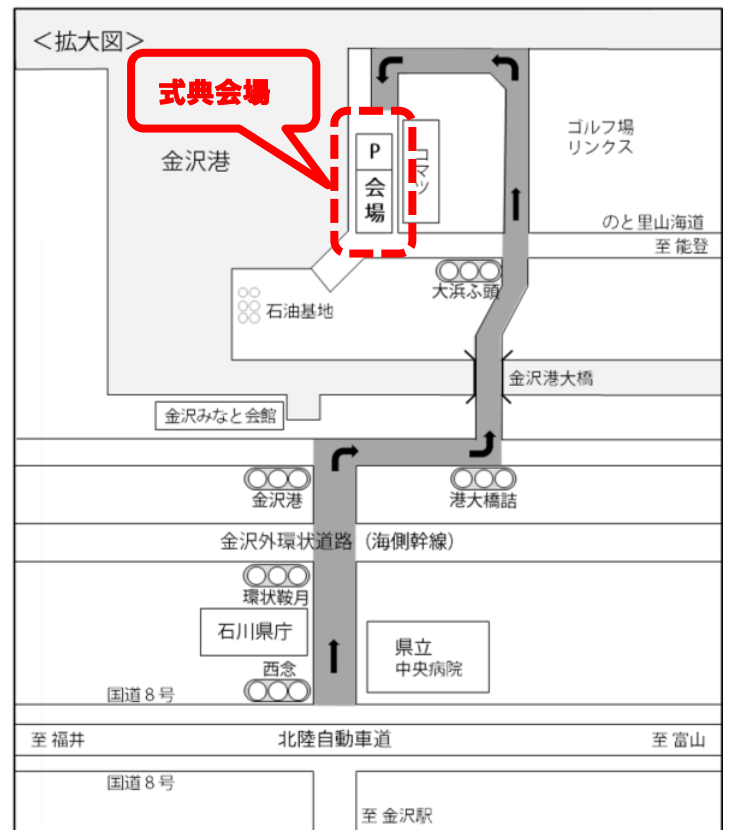 ＜拡大図＞
式典会場
金沢港
P
会場
コマツ
ゴルフ場
リンクス
のと里山海道
至 能登
大浜ふ頭
石油基地
金沢港大橋
金沢みなと会館
金沢港
港大橋詰
金沢外環状道路（海側幹線）
環状鞍月
石川県庁
県立
中央病院
西念
国道８号
至 福井
北陸自動車道
至 富山
国道８号
至 金沢駅